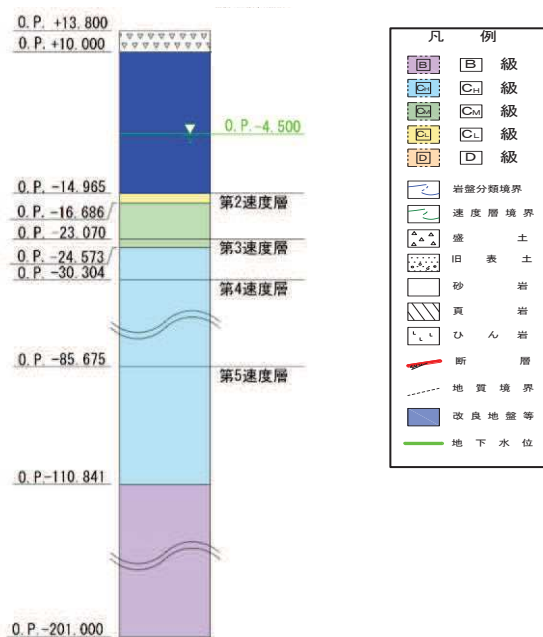 O.P. +13.800
O.P. +10.000
O.P.-4.500
O.P. -14.965
第2速度層
O.P. -16.686
O.P. -23.070
第3速度層
O.P. -24.573
O.P. -30.304
第4速度層
O.P. -85.675
第5速度層
O.P.-110.841
O.P.-201.000
凡 例
B B 級
CH CH 級
CM CM 級
CL CL 級
D D 級
岩盤分類境界
速度層境界
盛 土
旧 表 土
砂 岩
頁 岩
ひ ん 岩
断 層
地 質 境 界
改 良 地 盤 等
地 下 水 位